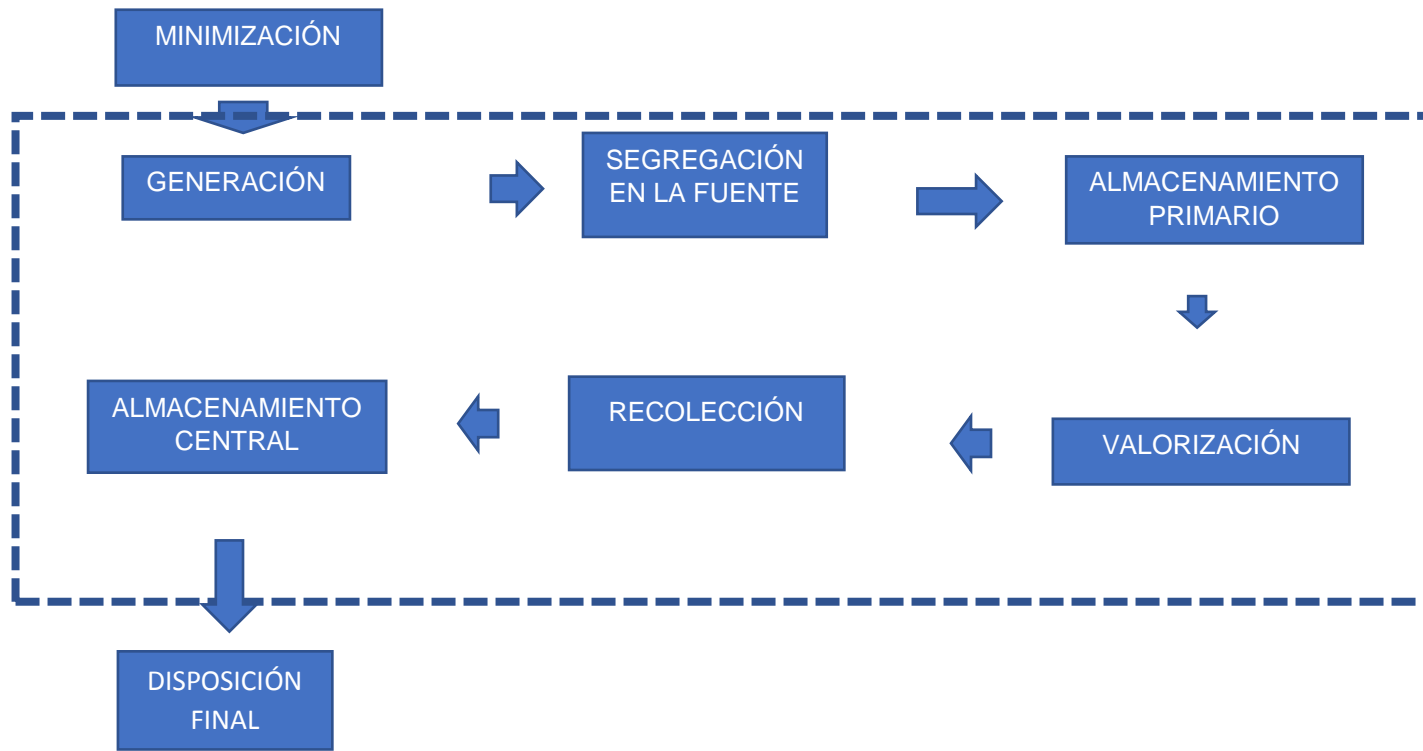 MINIMIZACIÓN
GENERACIÓN
SEGREGACIÓN
EN LA FUENTE
ALMACENAMIENTO
PRIMARIO
VALORIZACIÓN
RECOLECCIÓN
ALMACENAMIENTO
CENTRAL
DISPOSICIÓN
FINAL